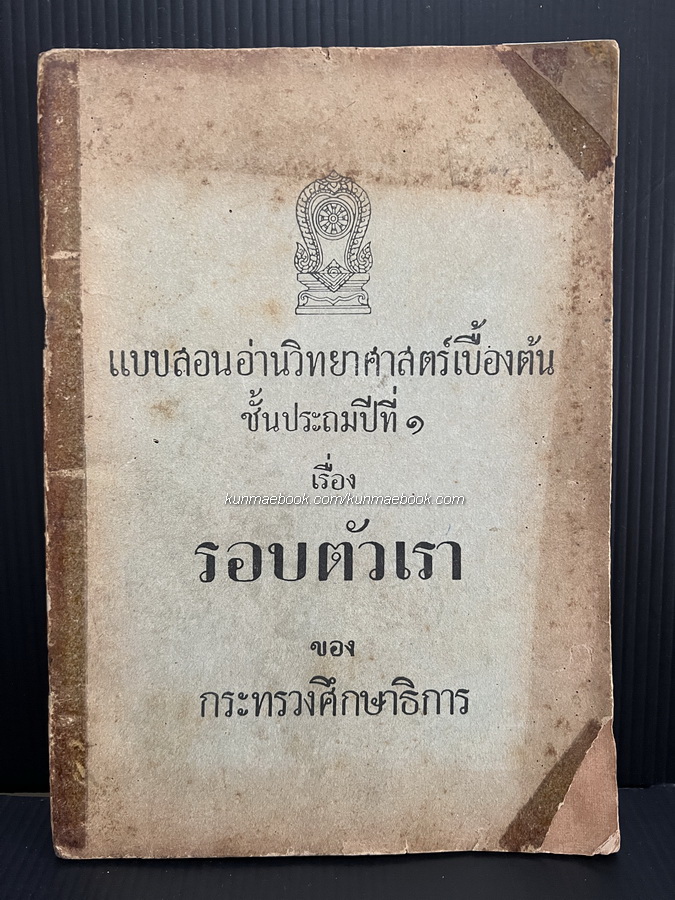 แบบสอนอ่านวิทยาศาสตร์เบื้องต้น
ชั้นประถมปีที่ ๑
เรื่อง
kunmaebook.com/kunmaebook.com
รอบตัวเรา
ของ
กระทรวงศึกษาธิการ